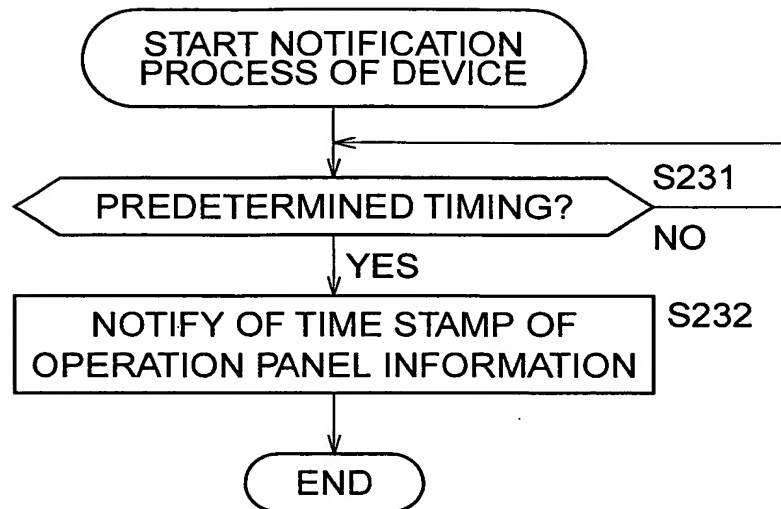 START NOTIFICATION
PROCESS OF DEVICE
PREDETERMINED TIMING?
S231
NO
YES
NOTIFY OF TIME STAMP OF
OPERATION PANEL INFORMATION
S232
END